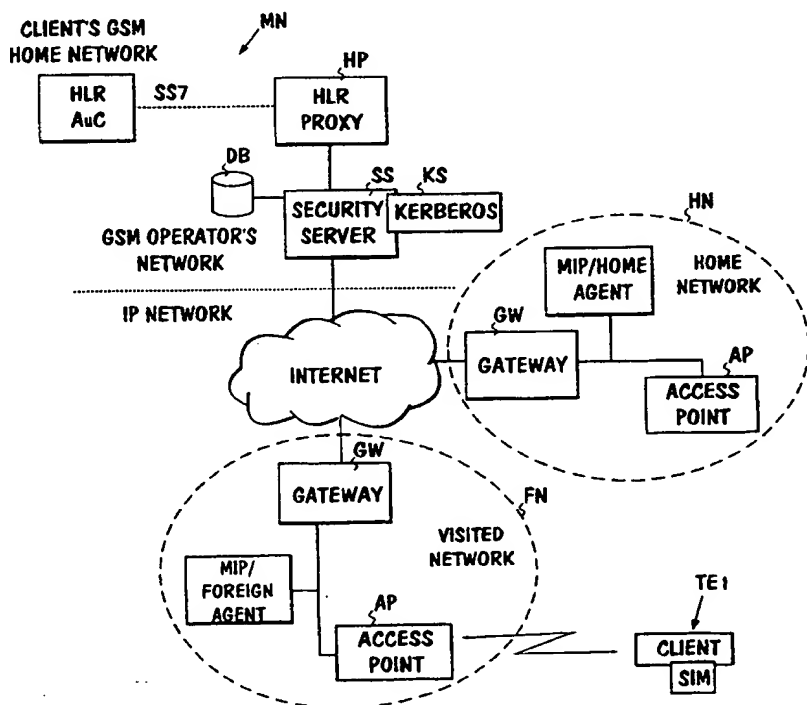 CLIENT'S GSM
HOME NETWORK
MN
HLR
AuC
SS7
HP
HLR
PROXY
DB
SS
KS
SECURITY
SERVER
KERBEROS
GSM OPERATOR'S
NETWORK
IP NETWORK
INTERNET
HN
MIP/HOME
AGENT
HOME
NETWORK
GW
GATEWAY
AP
ACCESS
POINT
GW
GATEWAY
FN
VISITED
NETWORK
MIP/
FOREIGN
AGENT
AP
ACCESS
POINT
TE1
CLIENT
SIM